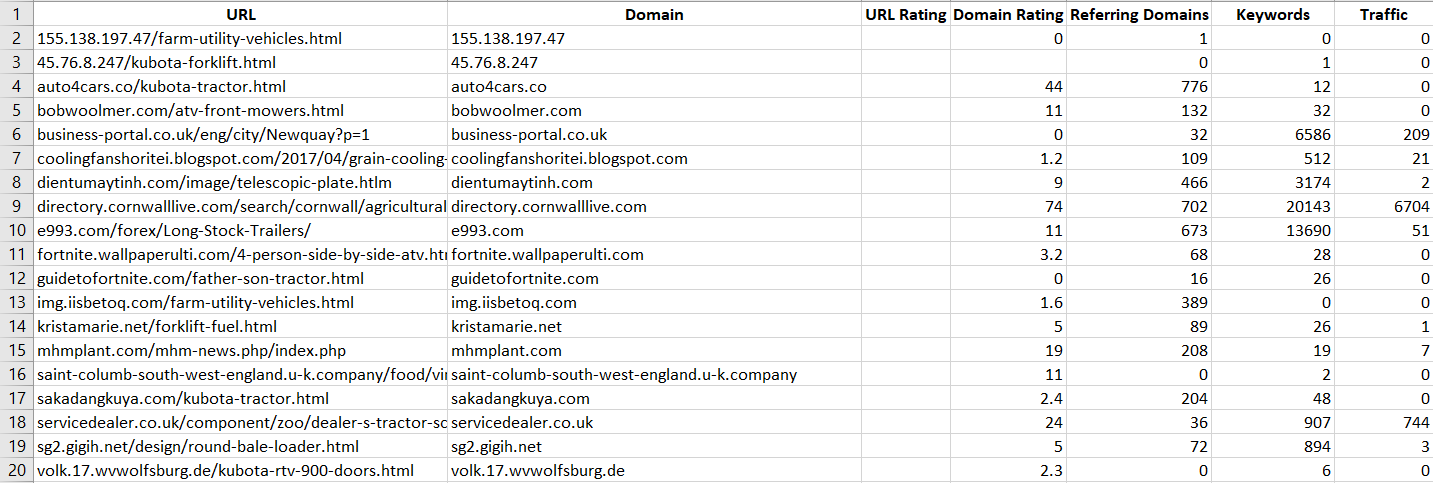 1 URL Domain URL Rating Domain Rating Referring Domains Keywords Traffic
2 155.138.197.47/farm-utility-vehicles.html 155.138.197.47 0 1 0 0
3 45.76.8.247/kubota-forklift.html 45.76.8.247 0 1 0
4 auto4cars.co/kubota-tractor.html auto4cars.co 44 776 12 0
5 bobwoolmer.com/atv-front-mowers.html bobwoolmer.com 11 132 32 0
6 business-portal.co.uk/eng/city/Newquay?p=1 business-portal.co.uk 0 32 6586 209
7 coolingfanshoritei.blogspot.com/2017/04/grain-cooling- coolingfanshoritei.blogspot.com 1.2 109 512 21
8 dientumaytinh.com/image/telescopic-plate.htlm dientumaytinh.com 9 466 3174 2
9 directory.cornwalllive.com/search/cornwall/agricultural directory.cornwalllive.com 74 702 20143 6704
10 e993.com/forex/Long-Stock-Trailers/ e993.com 11 673 13690 51
11 fortnite.wallpaperulti.com/4-person-side-by-side-atv.ht fortnite.wallpaperulti.com 3.2 68 28 0
12 guidetofortnite.com/father-son-tractor.html guidetofortnite.com 0 16 26 0
13 img.iisbetoq.com/farm-utility-vehicles.html img.iisbetoq.com 1.6 389 0 0
14 kristamarie.net/forklift-fuel.html kristamarie.net 5 89 26 1
15 mhmplant.com/mhm-news.php/index.php mhmplant.com 19 208 19 7
16 saint-columb-south-west-england.u-k.company/food/vi saint-columb-south-west-england.u-k.company 11 0 2 0
17 sakadangkuya.com/kubota-tractor.html sakadangkuya.com 2.4 204 48 0
18 servicedealer.co.uk/component/zoo/dealer-s-tractor-sc servicedealer.co.uk 24 36 907 744
19 sg2.gigih.net/design/round-bale-loader.html sg2.gigih.net 5 72 894 3
20 volk.17.wvwolfsburg.de/kubota-rtv-900-doors.html volk.17.wvwolfsburg.de 2.3 0 6 0